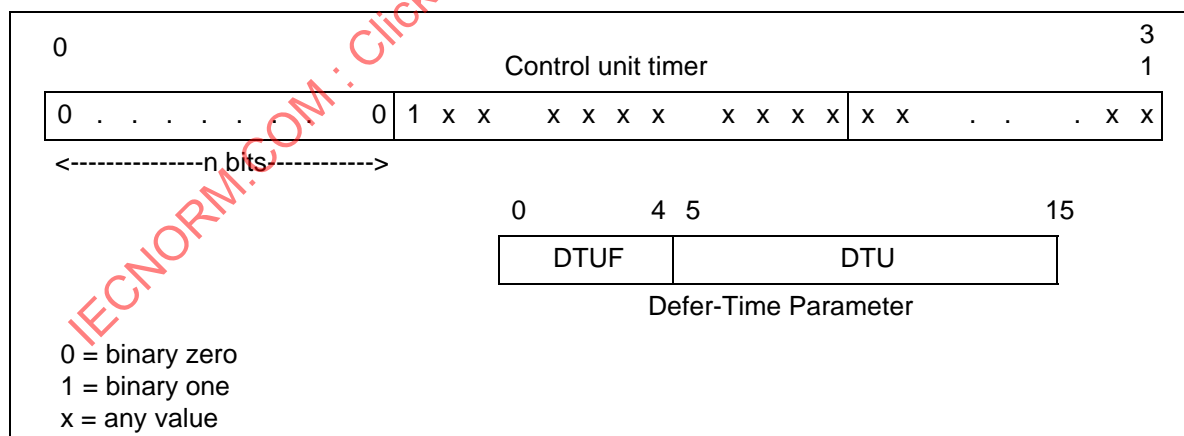 0
3
Control unit timer
1
0 . . . . . . 0 1 x x x x x x x x x x x x . . . x x
<---------------n bits------------>
0 4 5 15
DTUF DTU
Defer-Time Parameter
0 = binary zero
1 = binary one
x = any value
IECNORM.COM : Click